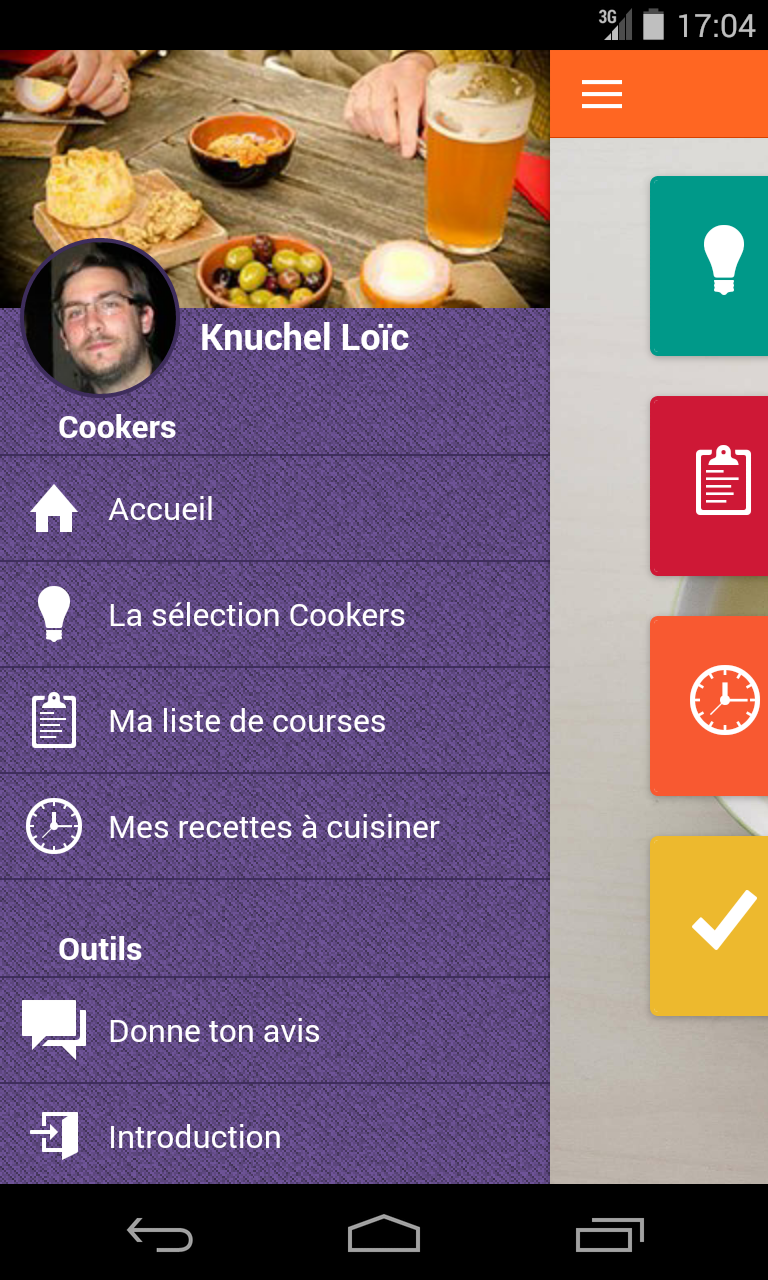 3G 17:04
Knuchel Loïc
Cookers
Accueil
La sélection Cookers
Ma liste de courses
Mes recettes à cuisiner
Outils
Donne ton avis
Introduction